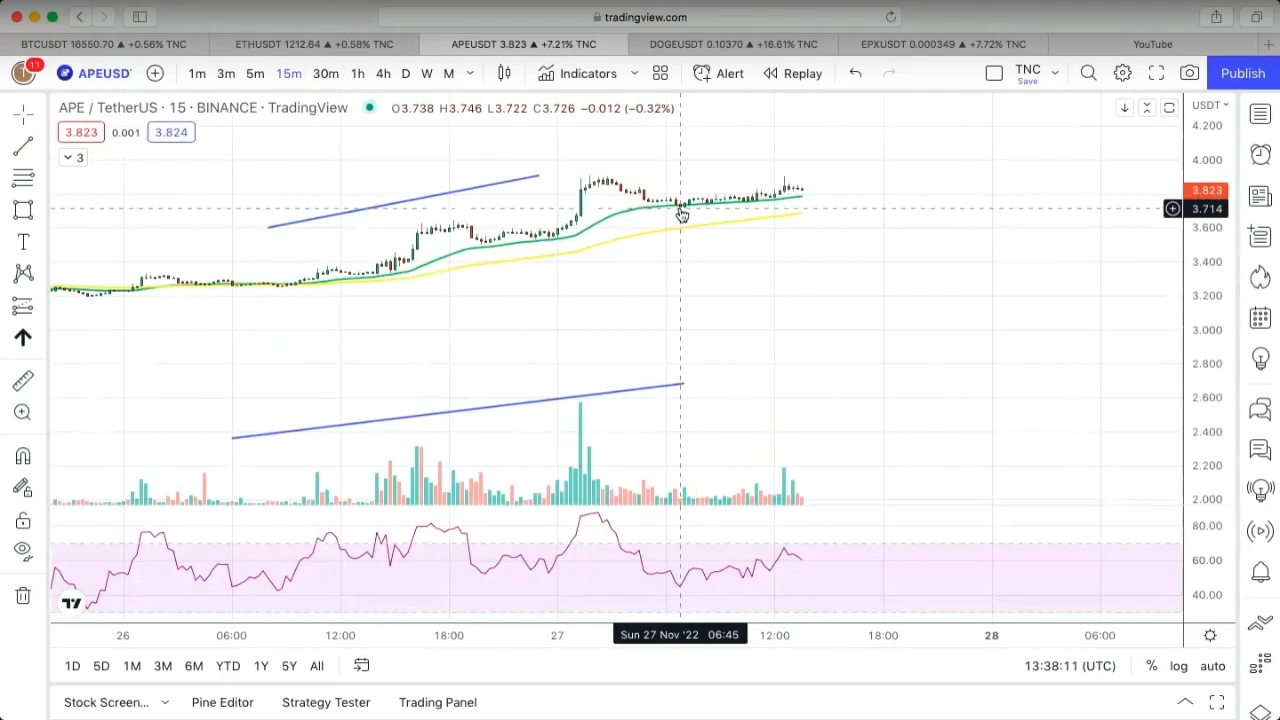 tradingview.com
BTCUSDT 16550.70 ▲ +0.56% TNC
ETHUSDT 1212.64 ▲ +0.58% TNC
APEUSDT 3.823 ▲ +7.21% TNC
DOGEUSDT 0.10370 ▲ +16.61% TNC
EPXUSDT 0.000349 ▲ +7.72% TNC
YouTube
11
APEUSDT
1m 3m 5m 15m 30m 1h 4h D W M
Indicators
Alert
Replay
TNC
Save
Publish
APE / TetherUS · 15 · BINANCE · TradingView
O3.738 H3.746 L3.722 C3.726 −0.012 (−0.32%)
USDT
3.823 0.001 3.824
3
4.200
4.000
3.823
3.714
3.600
3.400
3.200
3.000
2.800
2.600
2.400
2.200
2.000
80.00
60.00
40.00
26 06:00 12:00 18:00 27 Sun 27 Nov '22 06:45 12:00 18:00 28 06:00
1D 5D 1M 3M 6M YTD 1Y 5Y All
13:38:11 (UTC) % log auto
Stock Screen... Pine Editor Strategy Tester Trading Panel